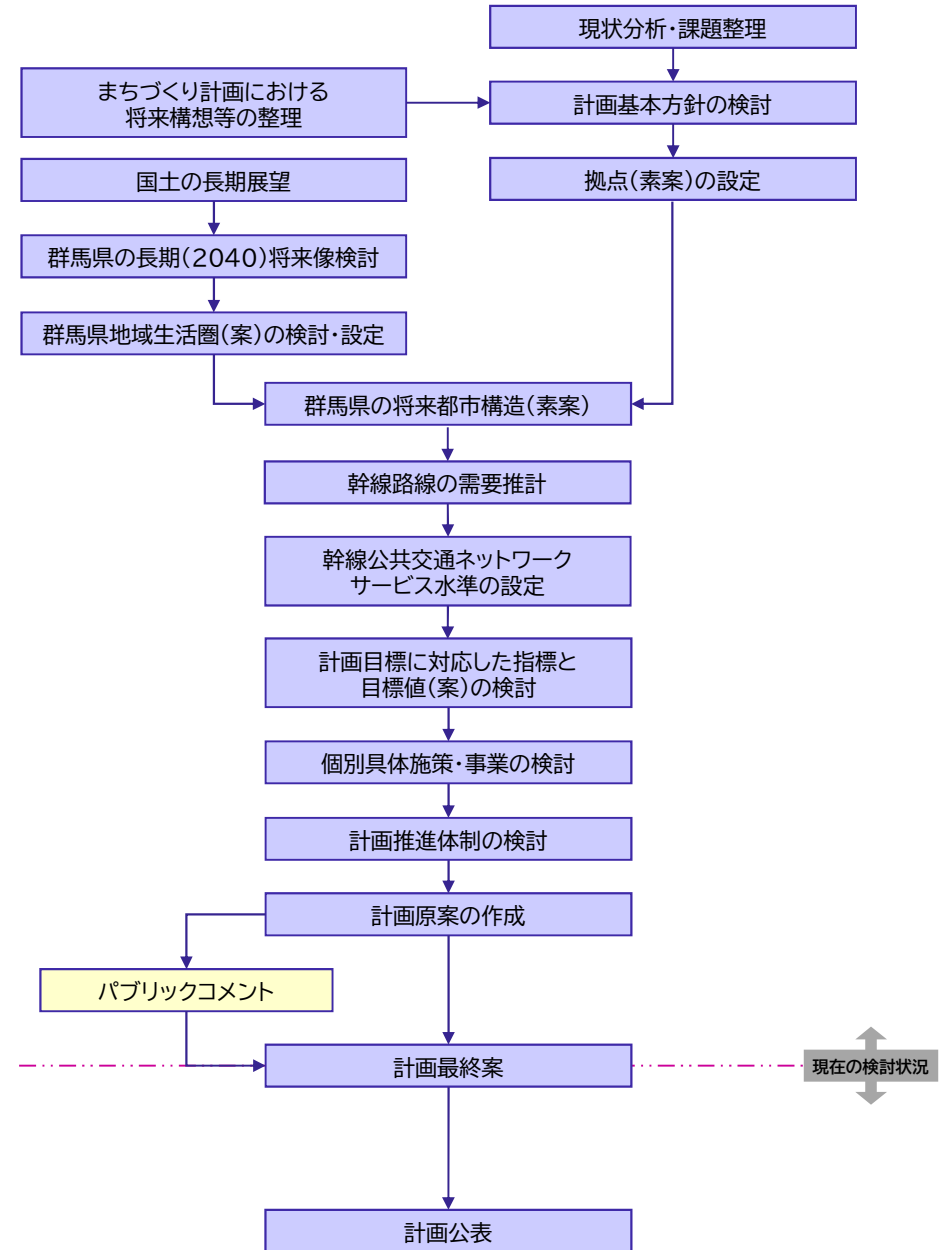 現状分析・課題整理
まちづくり計画における
将来構想等の整理
計画基本方針の検討
国土の長期展望
拠点(素案)の設定
群馬県の長期(2040)将来像検討
群馬県地域生活圏(案)の検討・設定
群馬県の将来都市構造(素案)
幹線路線の需要推計
幹線公共交通ネットワーク
サービス水準の設定
計画目標に対応した指標と
目標値(案)の検討
個別具体施策・事業の検討
計画推進体制の検討
計画原案の作成
パブリックコメント
計画最終案
現在の検討状況
計画公表